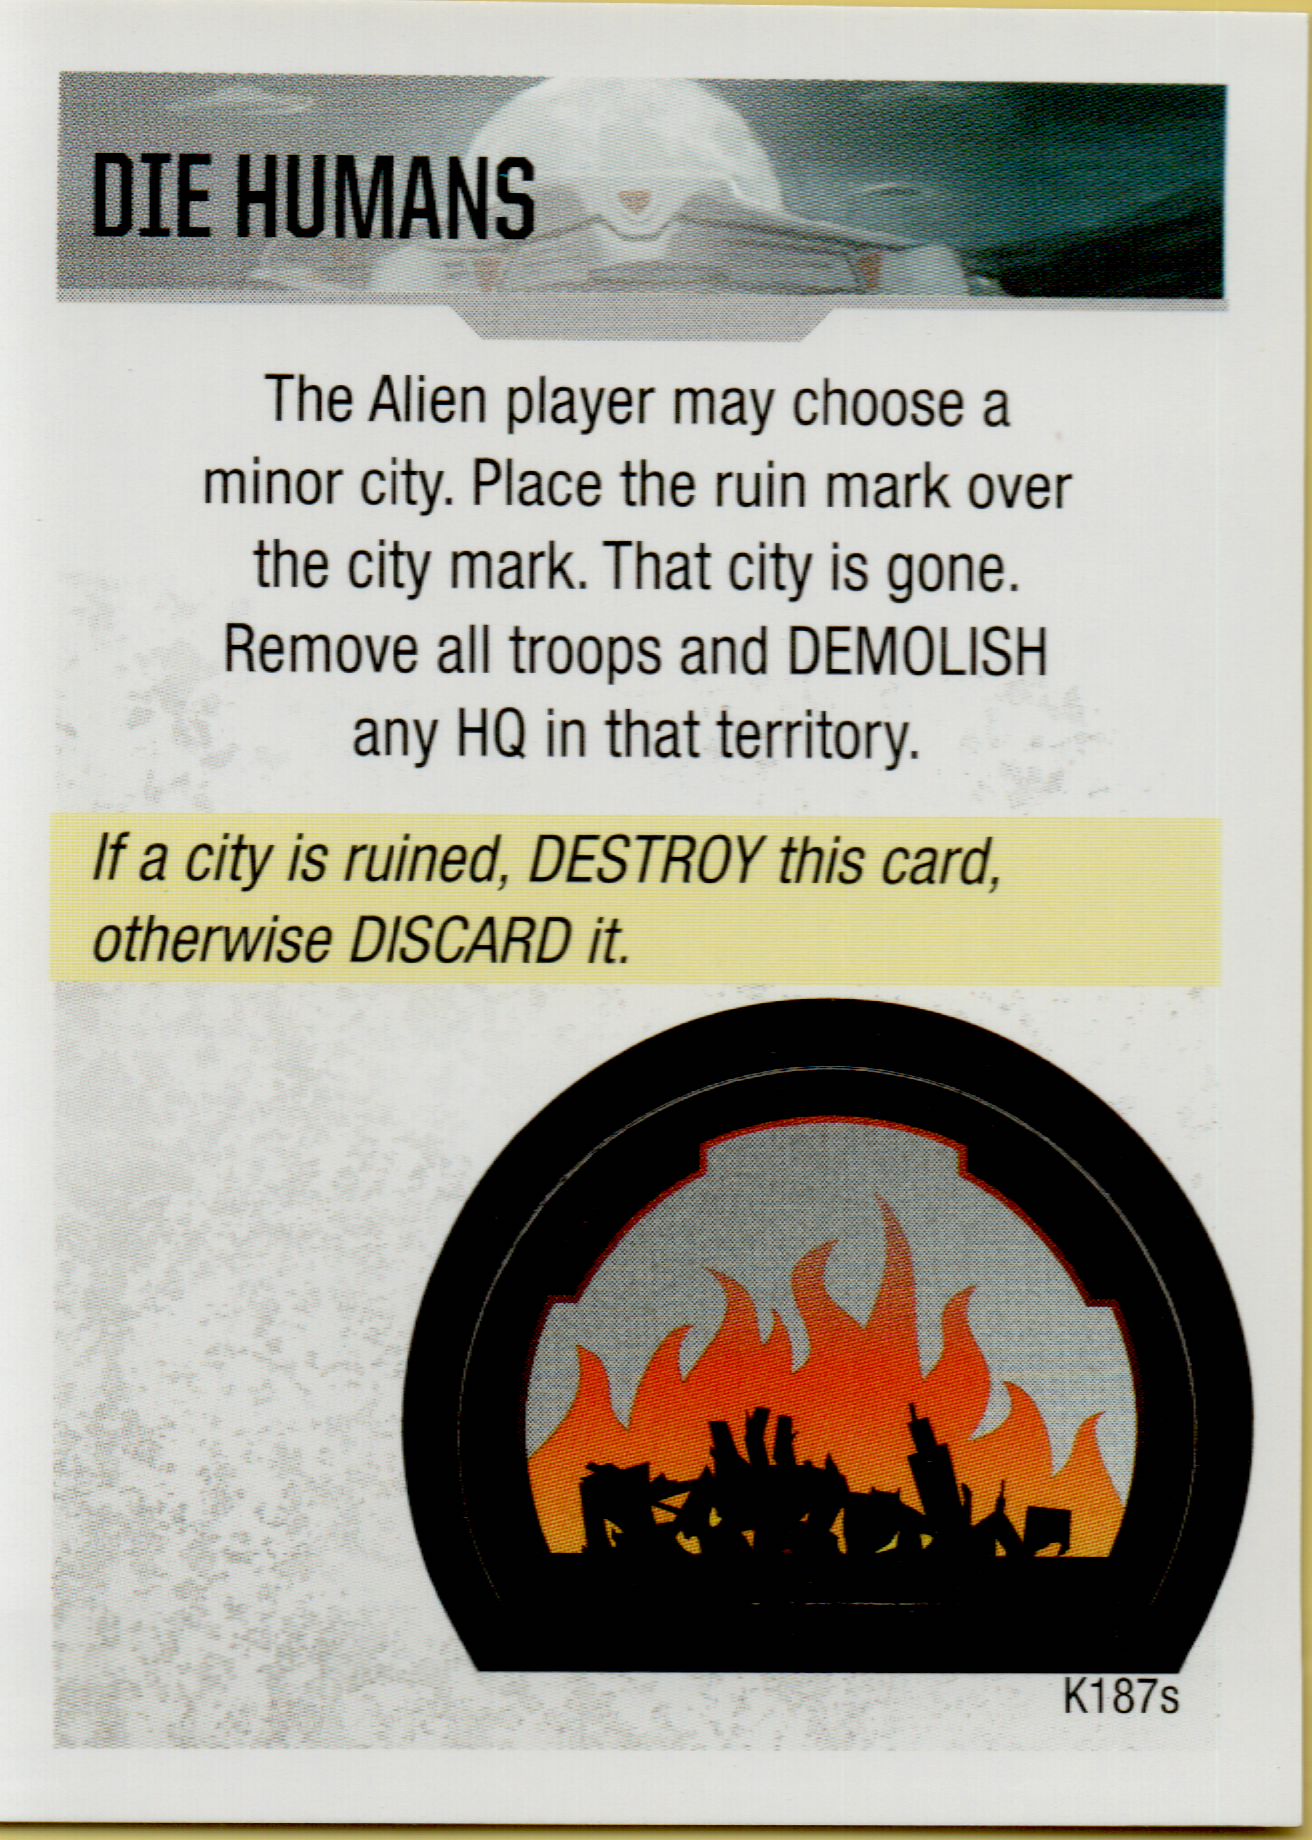 DIE HUMANS
The Alien player may choose a
minor city. Place the ruin mark over
the city mark. That city is gone.
Remove all troops and DEMOLISH
any HQ in that territory.
If a city is ruined, DESTROY this card,
otherwise DISCARD it.
K187s